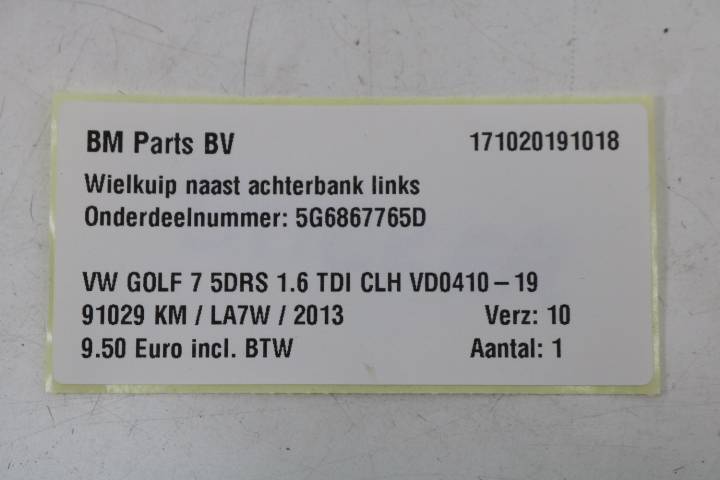 BM Parts BV 171020191018
Wielkuip naast achterbank links
Onderdeelnummer: 5G6867765D
VW GOLF 7 5DRS 1.6 TDI CLH VD0410-19
91029 KM / LA7W / 2013 Verz: 10
9.50 Euro incl. BTW Aantal: 1